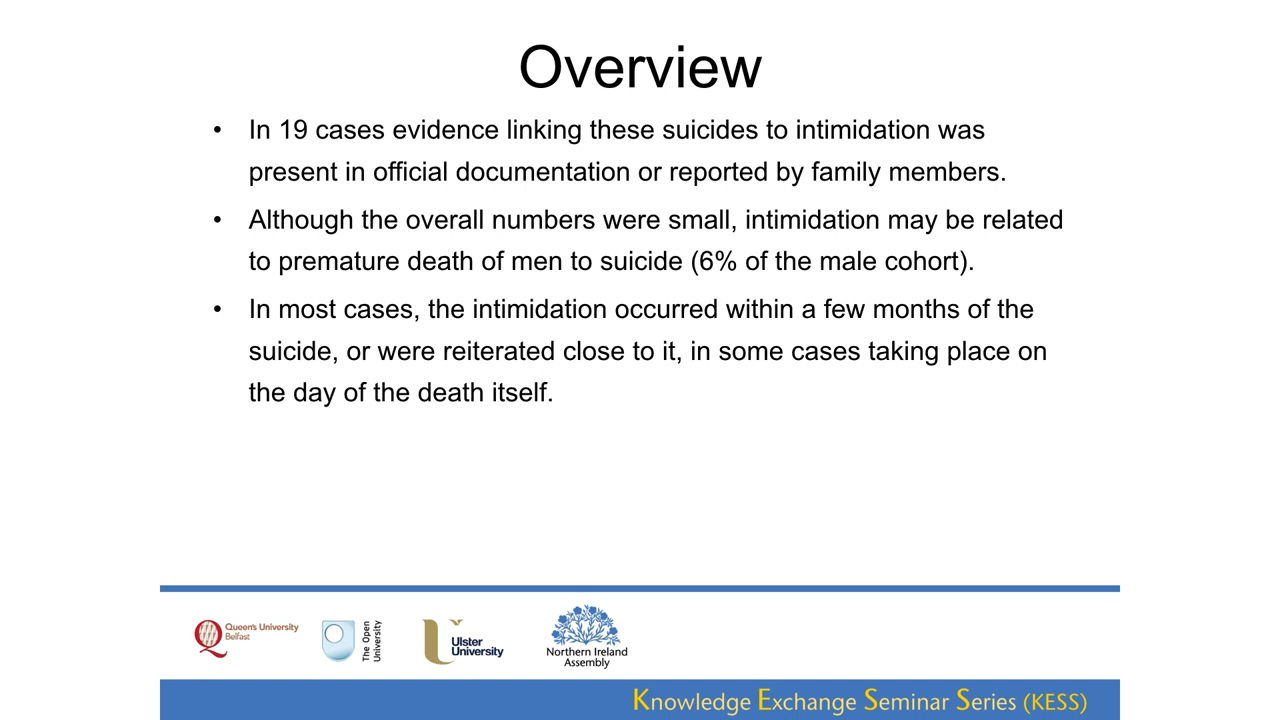 Overview
• In 19 cases evidence linking these suicides to intimidation was
present in official documentation or reported by family members.
• Although the overall numbers were small, intimidation may be related
to premature death of men to suicide (6% of the male cohort).
• In most cases, the intimidation occurred within a few months of the
suicide, or were reiterated close to it, in some cases taking place on
the day of the death itself.
Queen's University
Belfast
The Open
University
Ulster
University
Northern Ireland
Assembly
Knowledge Exchange Seminar Series (KESS)